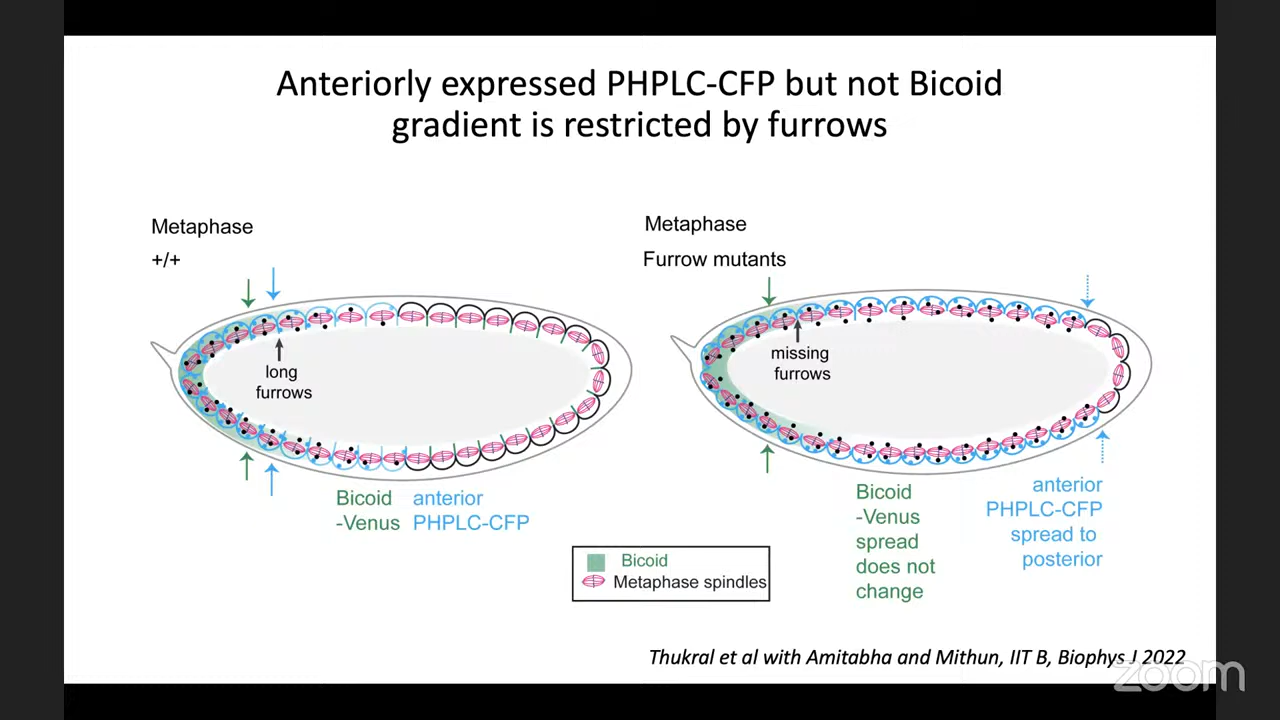 Anteriorly expressed PHPLC-CFP but not Bicoid
gradient is restricted by furrows
Metaphase
+/+
long
furrows
Bicoid
-Venus
anterior
PHPLC-CFP
Metaphase
Furrow mutants
missing
furrows
Bicoid
-Venus
spread
does not
change
anterior
PHPLC-CFP
spread to
posterior
Bicoid
Metaphase spindles
Thukral et al with Amitabha and Mithun, IIT B, Biophys J 2022
zoom